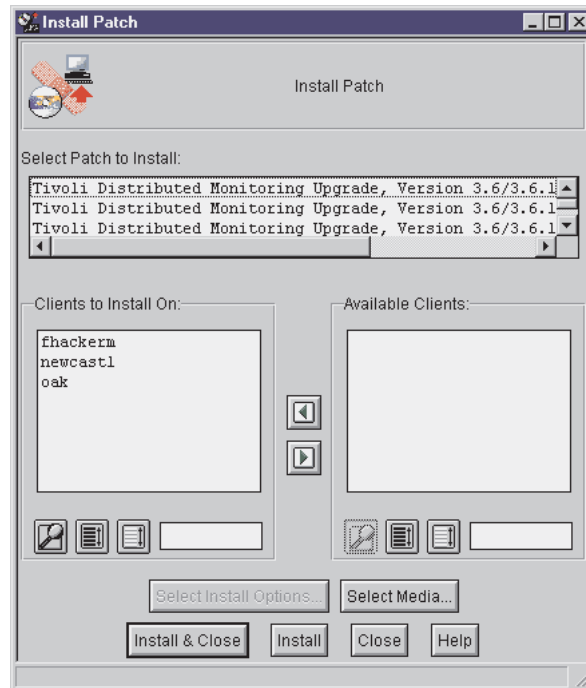 Install Patch
Install Patch
Select Patch to Install:
Tivoli Distributed Monitoring Upgrade, Version 3.6/3.6.1
Tivoli Distributed Monitoring Upgrade, Version 3.6/3.6.1
Tivoli Distributed Monitoring Upgrade, Version 3.6/3.6.1
Clients to Install On:
Available Clients:
fhackerm
newcastl
oak
Select Install Options...
Select Media...
Install & Close
Install
Close
Help